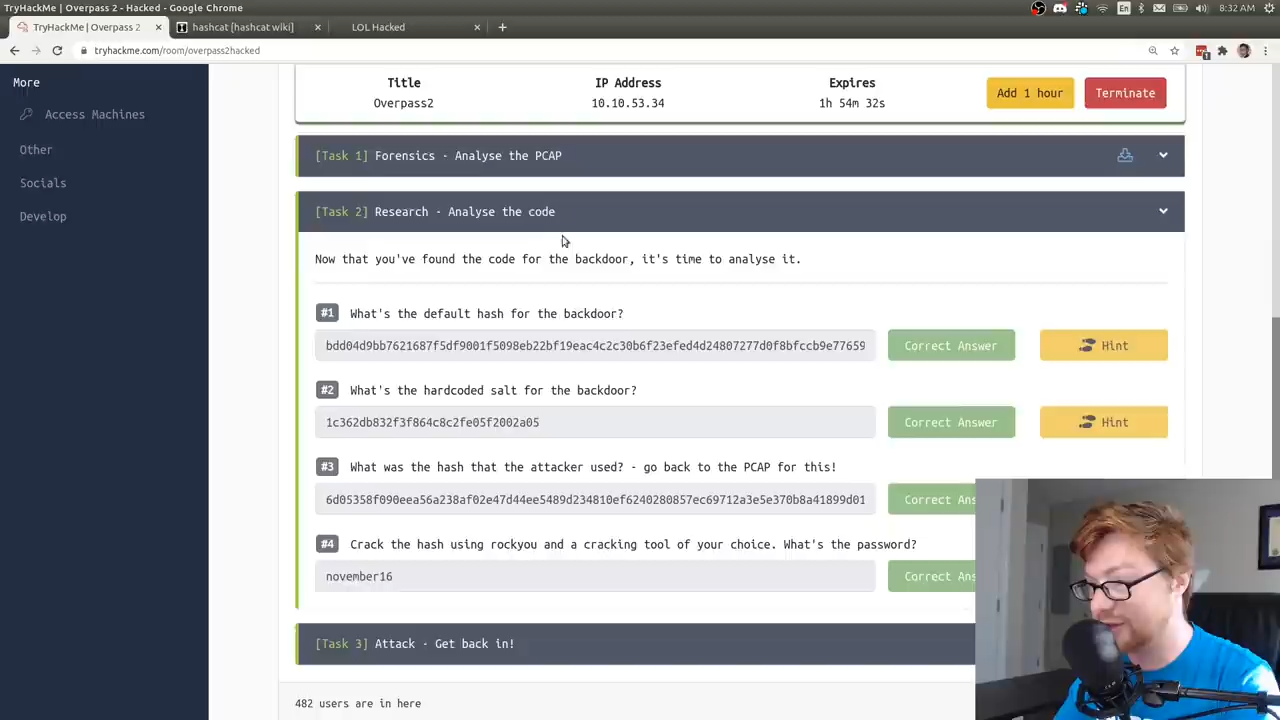 TryHackMe | Overpass 2 - Hacked - Google Chrome
En
8:32 AM
TryHackMe | Overpass 2
hashcat [hashcat wiki]
LOL Hacked
tryhackme.com/room/overpass2hacked
1
More
Access Machines
Other
Socials
Develop
Title
IP Address
Expires
Overpass2
10.10.53.34
1h 54m 32s
Add 1 hour
Terminate
[Task 1] Forensics - Analyse the PCAP
[Task 2] Research - Analyse the code
Now that you've found the code for the backdoor, it's time to analyse it.
#1 What's the default hash for the backdoor?
bdd04d9bb7621687f5df9001f5098eb22bf19eac4c2c30b6f23efed4d24807277d0f8bfccb9e77659
Correct Answer
Hint
#2 What's the hardcoded salt for the backdoor?
1c362db832f3f864c8c2fe05f2002a05
Correct Answer
Hint
#3 What was the hash that the attacker used? - go back to the PCAP for this!
6d05358f090eea56a238af02e47d44ee5489d234810ef6240280857ec69712a3e5e370b8a41899d01
Correct Ans
#4 Crack the hash using rockyou and a cracking tool of your choice. What's the password?
november16
Correct Ans
[Task 3] Attack - Get back in!
482 users are in here